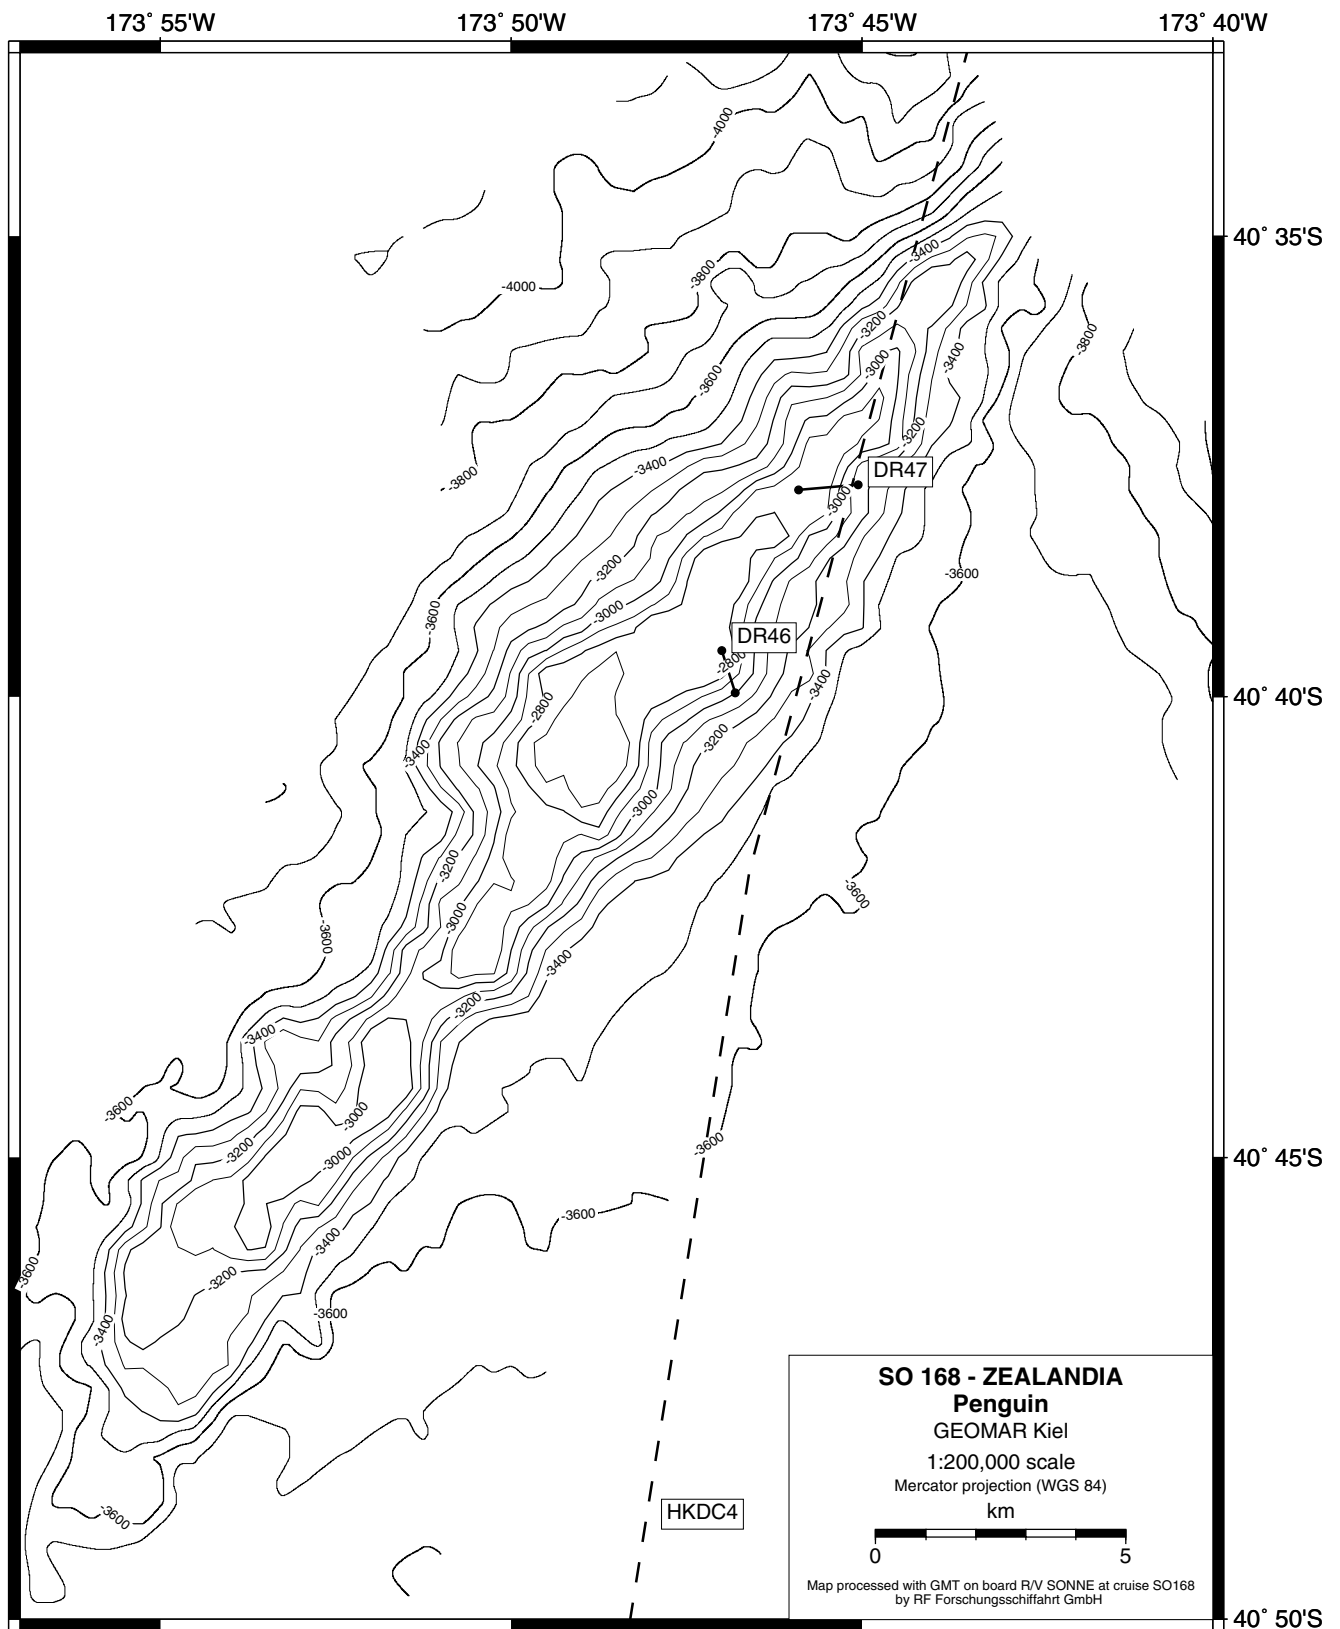 173˚ 55'W 173˚ 50'W 173˚ 45'W 173˚ 40'W
-4000
40˚ 35'S
-3400
-3800
-4000
-3200
-3800
-3400
-3000
-3600
-3200
-3400
DR47
-3800
-3000
-3200
-3600
-3000
-3600
DR46
-2800
40˚ 40'S
-3400
-2800
-3200
-3400
-3000
-3200
-3600
-3000
-3600
-3400
-3200
-3400
-3600
-3000
-3600
-3200
-3000
40˚ 45'S
-3600
-3400
-3600
-3200
-3600
-3400
SO 168 - ZEALANDIA
Penguin
GEOMAR Kiel
1:200,000 scale
Mercator projection (WGS 84)
km
0 5
Map processed with GMT on board R/V SONNE at cruise SO168
by RF Forschungsschiffahrt GmbH
HKDC4
-3600
40˚ 50'S